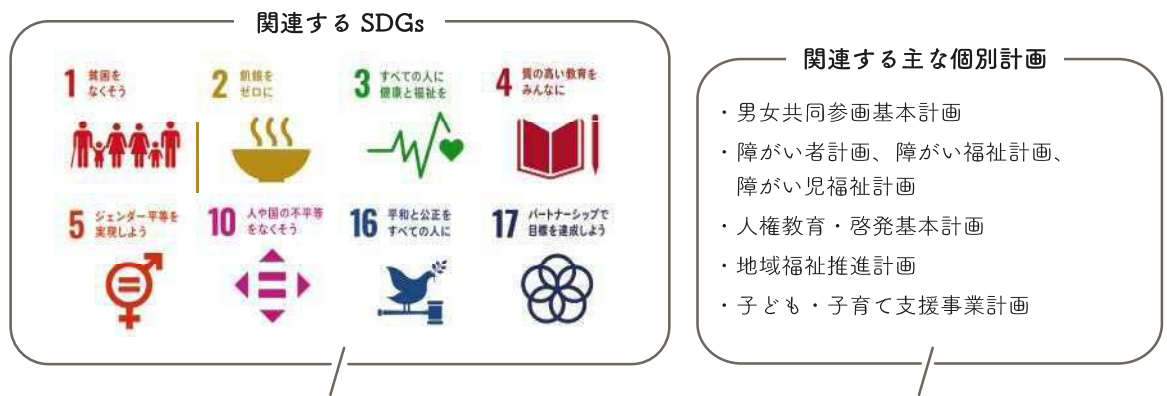 関連する SDGs
1 貧困を
なくそう
2 飢餓を
ゼロに
3 すべての人に
健康と福祉を
4 質の高い教育を
みんなに
5 ジェンダー平等を
実現しよう
10 人や国の不平等
をなくそう
16 平和と公正を
すべての人に
17 パートナーシップで
目標を達成しよう
関連する主な個別計画
・男女共同参画基本計画
・障がい者計画、障がい福祉計画、
障がい児福祉計画
・人権教育・啓発基本計画
・地域福祉推進計画
・子ども・子育て支援事業計画